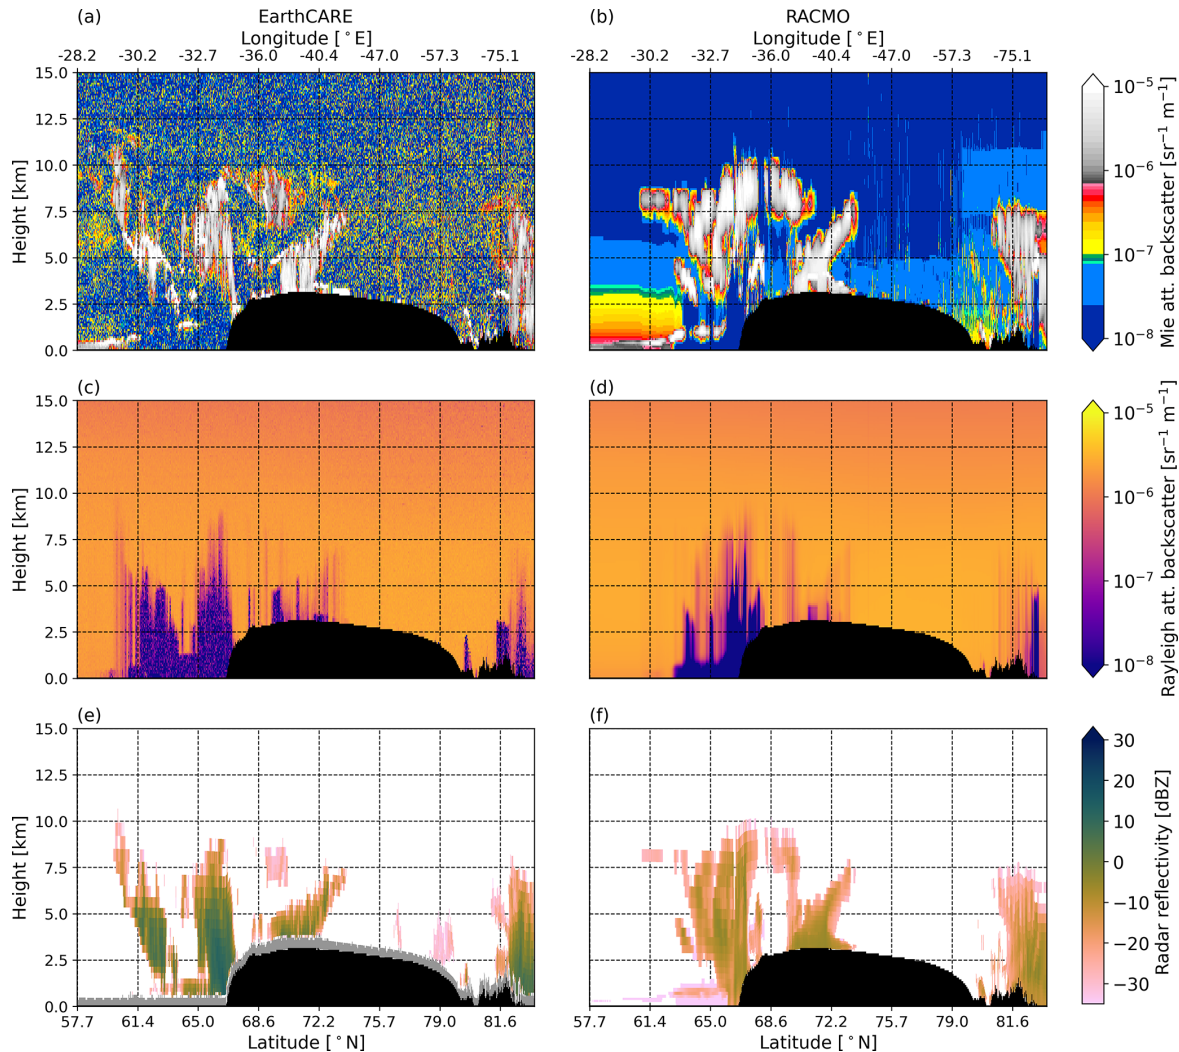 (a) EarthCARE (b) RACMO
Longitude [°E] Longitude [°E]
-28.2 -30.2 -32.7 -36.0 -40.4 -47.0 -57.3 -75.1 -28.2 -30.2 -32.7 -36.0 -40.4 -47.0 -57.3 -75.1
Height [km]
15.0
12.5
10.0
7.5
5.0
2.5
0.0
Mie att. backscatter [sr⁻¹ m⁻¹]
10⁻⁵
10⁻⁶
10⁻⁷
10⁻⁸
(c) (d)
Height [km]
15.0
12.5
10.0
7.5
5.0
2.5
0.0
Rayleigh att. backscatter [sr⁻¹ m⁻¹]
10⁻⁵
10⁻⁶
10⁻⁷
10⁻⁸
(e) (f)
Height [km]
15.0
12.5
10.0
7.5
5.0
2.5
0.0
Radar reflectivity [dBZ]
30
20
10
0
−10
−20
−30
57.7 61.4 65.0 68.6 72.2 75.7 79.0 81.6 57.7 61.4 65.0 68.6 72.2 75.7 79.0 81.6
Latitude [°N] Latitude [°N]